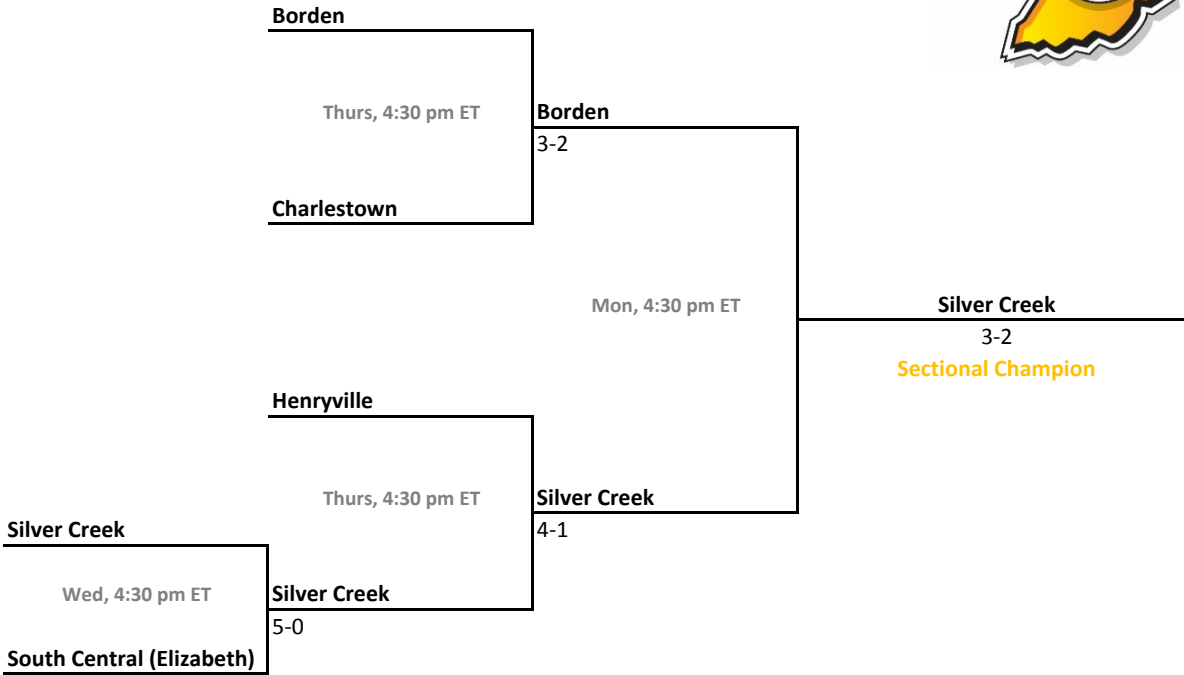 Borden
Thurs, 4:30 pm ET
Borden
3-2
Charlestown
Mon, 4:30 pm ET
Silver Creek
3-2
Sectional Champion
Henryville
Thurs, 4:30 pm ET
Silver Creek
4-1
Silver Creek
Wed, 4:30 pm ET
Silver Creek
5-0
South Central (Elizabeth)